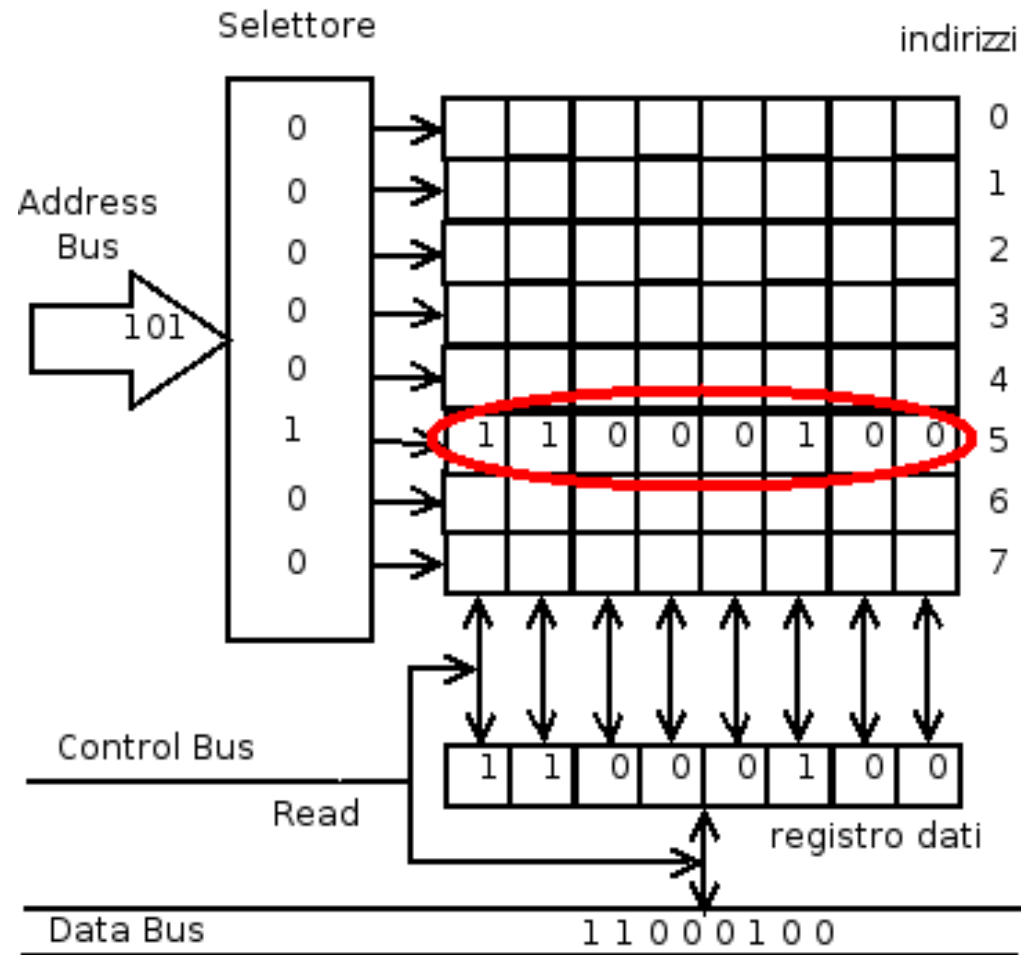 Selettore
indirizzi
0 0
0 1
Address
Bus
0 2
0 3
101
0 4
1 1 1 0 0 0 1 0 0 5
0 6
0 7
Control Bus
1 1 0 0 0 1 0 0
Read
registro dati
Data Bus 1 1 0 0 0 1 0 0